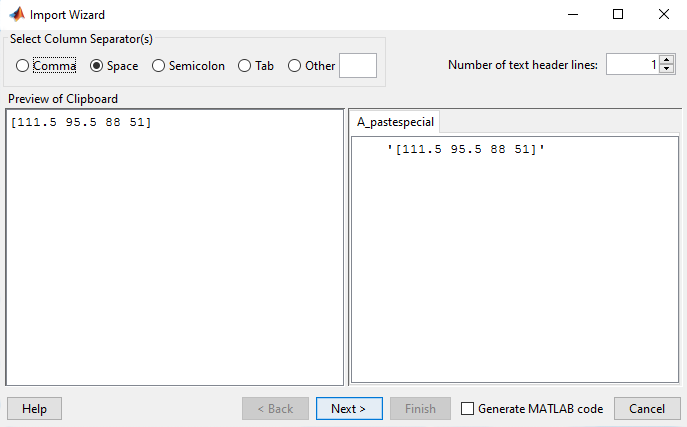 Import Wizard
Select Column Separator(s)
Comma Space Semicolon Tab Other
Number of text header lines: 1
Preview of Clipboard
[111.5 95.5 88 51]
A_pastespecial
'[111.5 95.5 88 51]'
Help < Back Next > Finish Generate MATLAB code Cancel